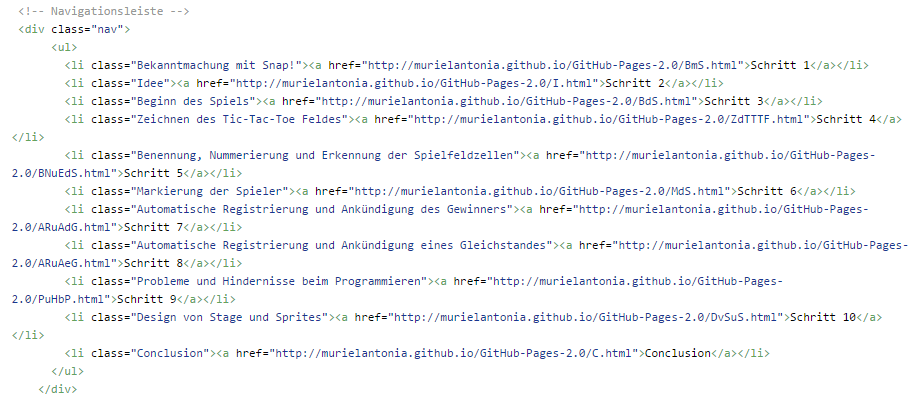 <!-- Navigationsleiste -->
<div class="nav">
<ul>
<li class="Bekanntmachung mit Snap!"><a href="http://murielantonia.github.io/GitHub-Pages-2.0/BmS.html">Schritt 1</a></li>
<li class="Idee"><a href="http://murielantonia.github.io/GitHub-Pages-2.0/I.html">Schritt 2</a></li>
<li class="Beginn des Spiels"><a href="http://murielantonia.github.io/GitHub-Pages-2.0/BdS.html">Schritt 3</a></li>
<li class="Zeichnen des Tic-Tac-Toe Feldes"><a href="http://murielantonia.github.io/GitHub-Pages-2.0/ZdTTTF.html">Schritt 4</a>
</li>
<li class="Benennung, Nummerierung und Erkennung der Spielfeldzellen"><a href="http://murielantonia.github.io/GitHub-Pages-
2.0/BNuEdS.html">Schritt 5</a></li>
<li class="Markierung der Spieler"><a href="http://murielantonia.github.io/GitHub-Pages-2.0/MdS.html">Schritt 6</a></li>
<li class="Automatische Registrierung und Ankündigung des Gewinners"><a href="http://murielantonia.github.io/GitHub-Pages-
2.0/ARuAdG.html">Schritt 7</a></li>
<li class="Automatische Registrierung und Ankündigung eines Gleichstandes"><a href="http://murielantonia.github.io/GitHub-Pages-
2.0/ARuAeG.html">Schritt 8</a></li>
<li class="Probleme und Hindernisse beim Programmieren"><a href="http://murielantonia.github.io/GitHub-Pages-
2.0/PuHbP.html">Schritt 9</a></li>
<li class="Design von Stage und Sprites"><a href="http://murielantonia.github.io/GitHub-Pages-2.0/DvSuS.html">Schritt 10</a>
</li>
<li class="Conclusion"><a href="http://murielantonia.github.io/GitHub-Pages-2.0/C.html">Conclusion</a></li>
</ul>
</div>